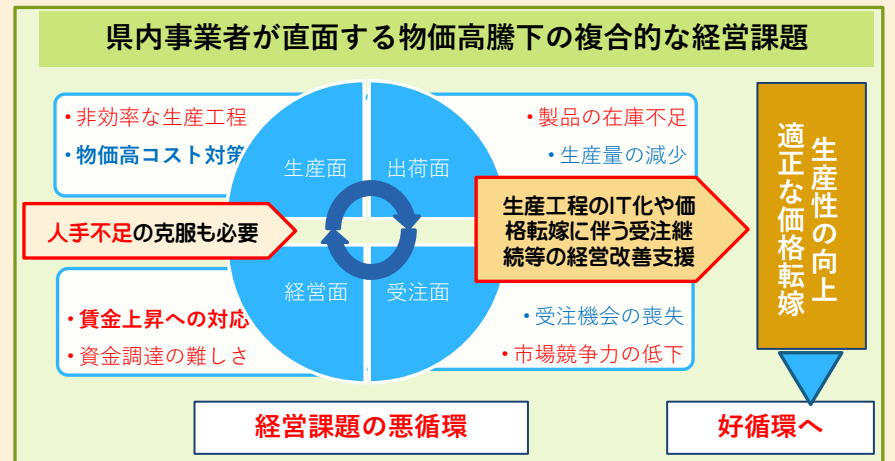 県内事業者が直面する物価高騰下の複合的な経営課題
・非効率な生産工程
・物価高コスト対策
・製品の在庫不足
・生産量の減少
生産面
出荷面
人手不足の克服も必要
生産工程のIT化や価
格転嫁に伴う受注継
続等の経営改善支援
経営面
受注面
・賃金上昇への対応
・資金調達の難しさ
・受注機会の喪失
・市場競争力の低下
生産性の向上
適正な価格転嫁
経営課題の悪循環
好循環へ